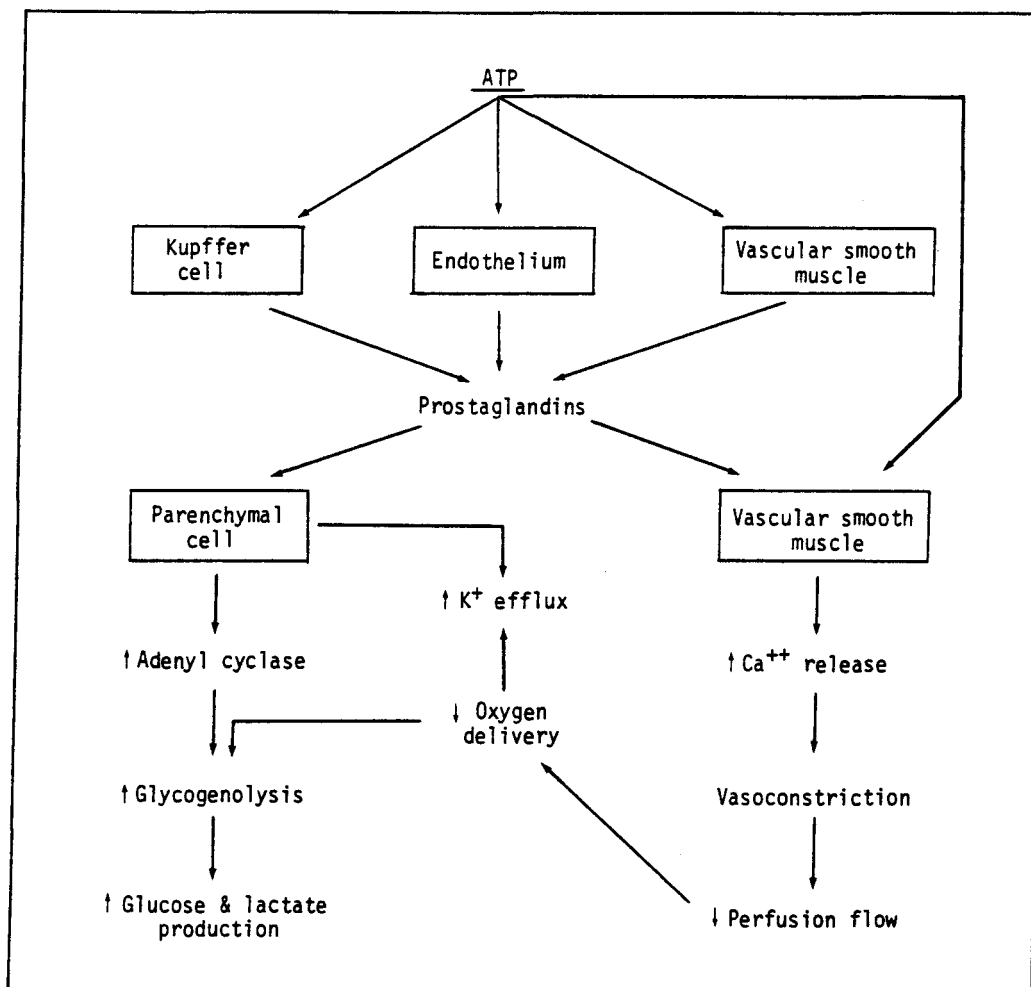 ATP
Kupffer
cell
Endothelium
Vascular smooth
muscle
Prostaglandins
Parenchymal
cell
Vascular smooth
muscle
↑ K⁺ efflux
↑ Adenyl cyclase
↑ Ca⁺⁺ release
↓ Oxygen
delivery
↑ Glycogenolysis
Vasoconstriction
↑ Glucose & lactate
production
↓ Perfusion flow